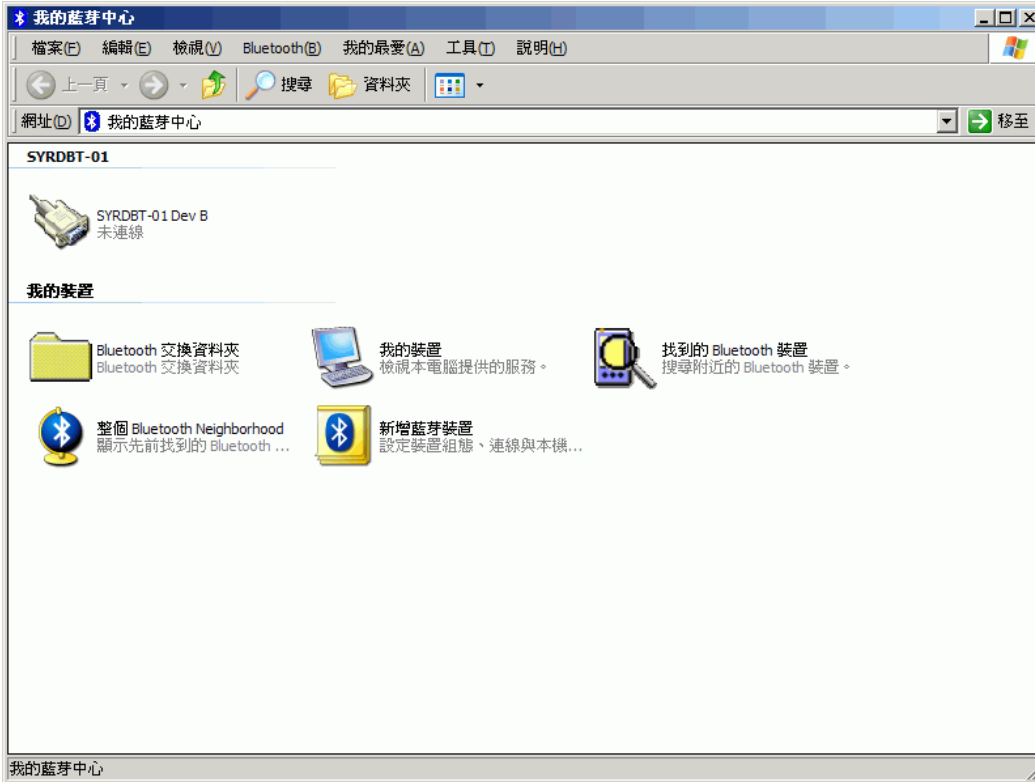 我的藍芽中心
檔案(F) 編輯(E) 檢視(V) Bluetooth(B) 我的最愛(A) 工具(T) 說明(H)
上一頁 搜尋 資料夾
網址(D) 我的藍芽中心 移至
SYRDBT-01
SYRDBT-01 Dev B
未連線
我的裝置
Bluetooth 交換資料夾
Bluetooth 交換資料夾
我的裝置
檢視本電腦提供的服務。
找到的 Bluetooth 裝置
搜尋附近的 Bluetooth 裝置。
整個 Bluetooth Neighborhood
顯示先前找到的 Bluetooth ...
新增藍芽裝置
設定裝置組態、連線與本機...
我的藍芽中心